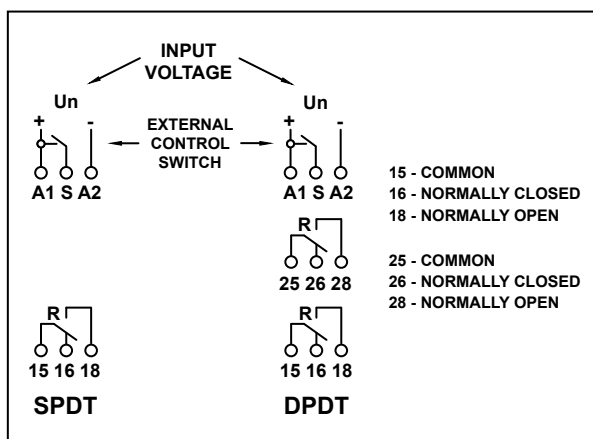 INPUT
VOLTAGE
Un
Un
+ -
+ -
EXTERNAL
CONTROL
SWITCH
A1 S A2
A1 S A2
15 - COMMON
16 - NORMALLY CLOSED
18 - NORMALLY OPEN
R
25 26 28
25 - COMMON
26 - NORMALLY CLOSED
28 - NORMALLY OPEN
R
15 16 18
R
15 16 18
SPDT
DPDT